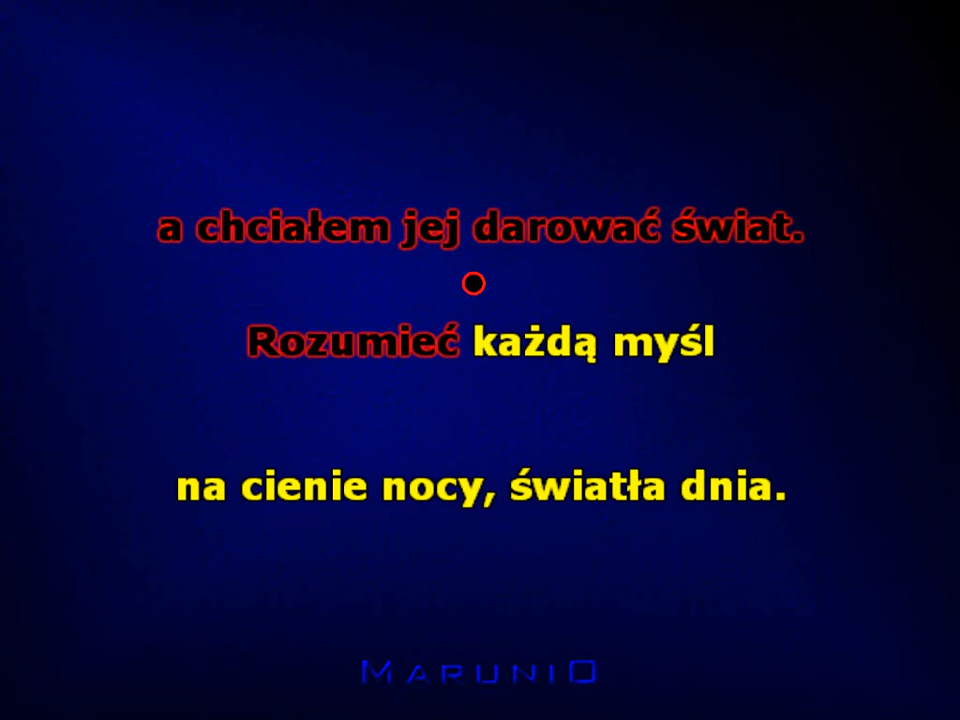 a chciałem jej darować świat.
Rozumieć każdą myśl
na cienie nocy, światła dnia.
MARUNIO